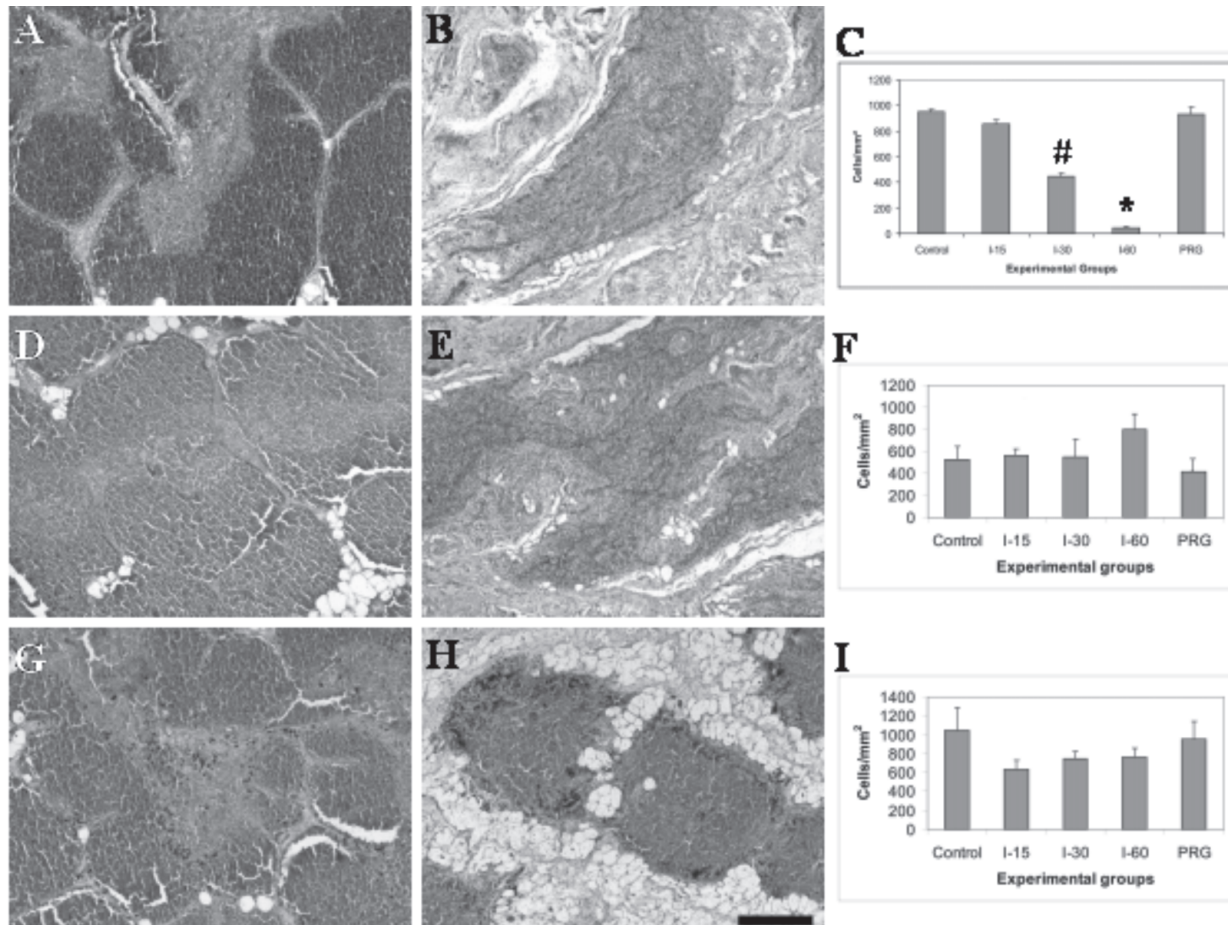 A
B
C
1200
1000
800
600
400
200
0
Cells/mm²
#
*
Control I-15 I-30 I-60 PRG
Experimental Groups
D
E
F
1200
1000
800
600
400
200
0
Cells/mm²
Control I-15 I-30 I-60 PRG
Experimental groups
G
H
I
1400
1200
1000
800
600
400
200
0
Cells/mm²
Control I-15 I-30 I-60 PRG
Experimental groups